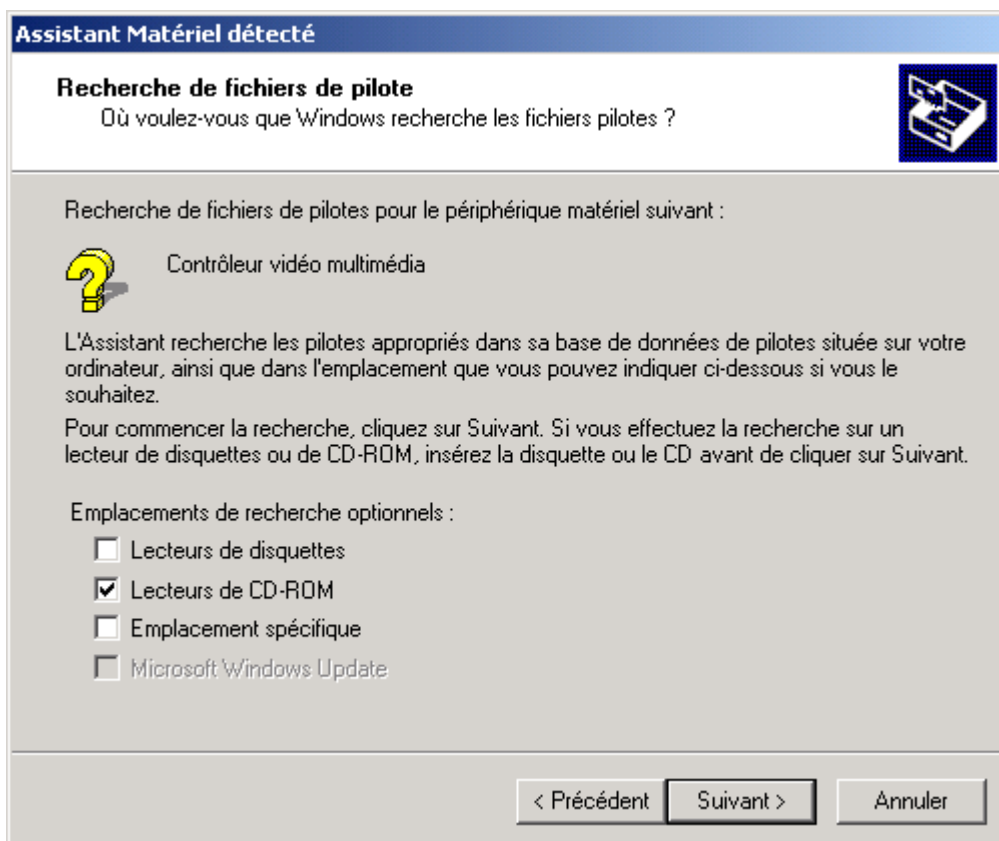 Assistant Matériel détecté
Recherche de fichiers de pilote
Où voulez-vous que Windows recherche les fichiers pilotes ?
Recherche de fichiers de pilotes pour le périphérique matériel suivant :
Contrôleur vidéo multimédia
L'Assistant recherche les pilotes appropriés dans sa base de données de pilotes située sur votre
ordinateur, ainsi que dans l'emplacement que vous pouvez indiquer ci-dessous si vous le
souhaitez.
Pour commencer la recherche, cliquez sur Suivant. Si vous effectuez la recherche sur un
lecteur de disquettes ou de CD-ROM, insérez la disquette ou le CD avant de cliquer sur Suivant.
Emplacements de recherche optionnels :
Lecteurs de disquettes
Lecteurs de CD-ROM
Emplacement spécifique
Microsoft Windows Update
< Précédent Suivant > Annuler